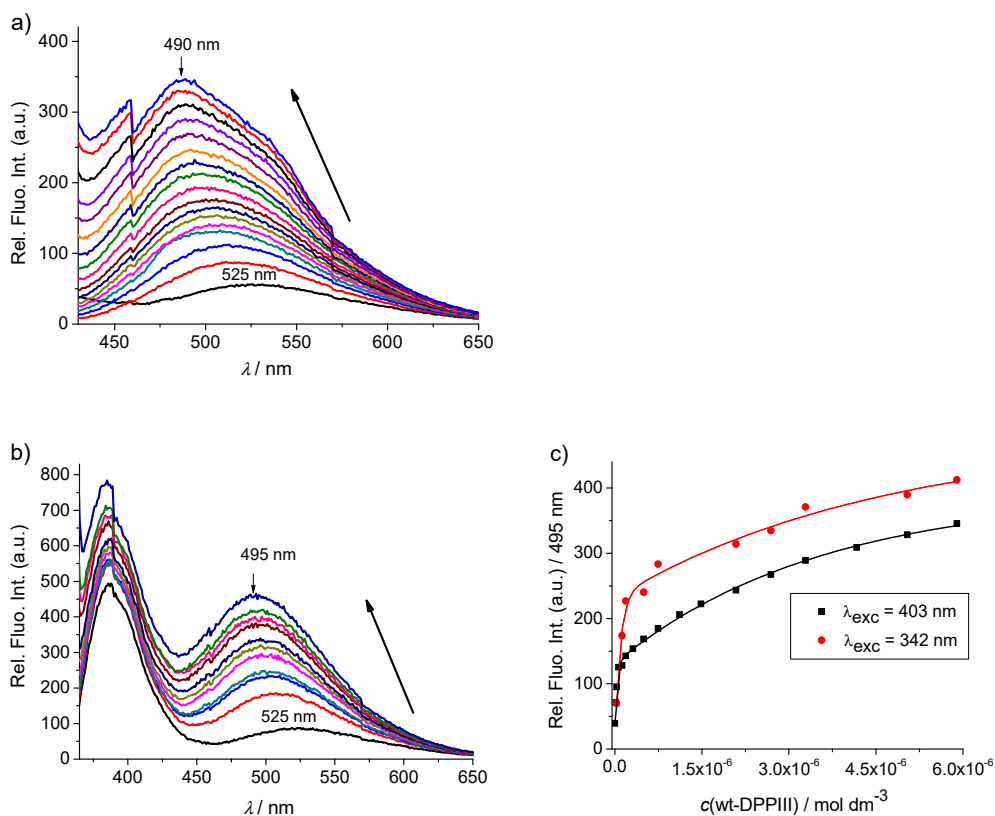 a)
490 nm
525 nm
Rel. Fluo. Int. (a.u.)
400
300
200
100
0
450 500 550 600 650
λ / nm
b)
495 nm
525 nm
Rel. Fluo. Int. (a.u.)
800
700
600
500
400
300
200
100
0
400 450 500 550 600 650
λ / nm
c)
Rel. Fluo. Int. (a.u.) / 495 nm
400
300
200
100
0
λexc = 403 nm
λexc = 342 nm
0.0 1.5x10-6 3.0x10-6 4.5x10-6 6.0x10-6
c(wt-DPPIII) / mol dm-3